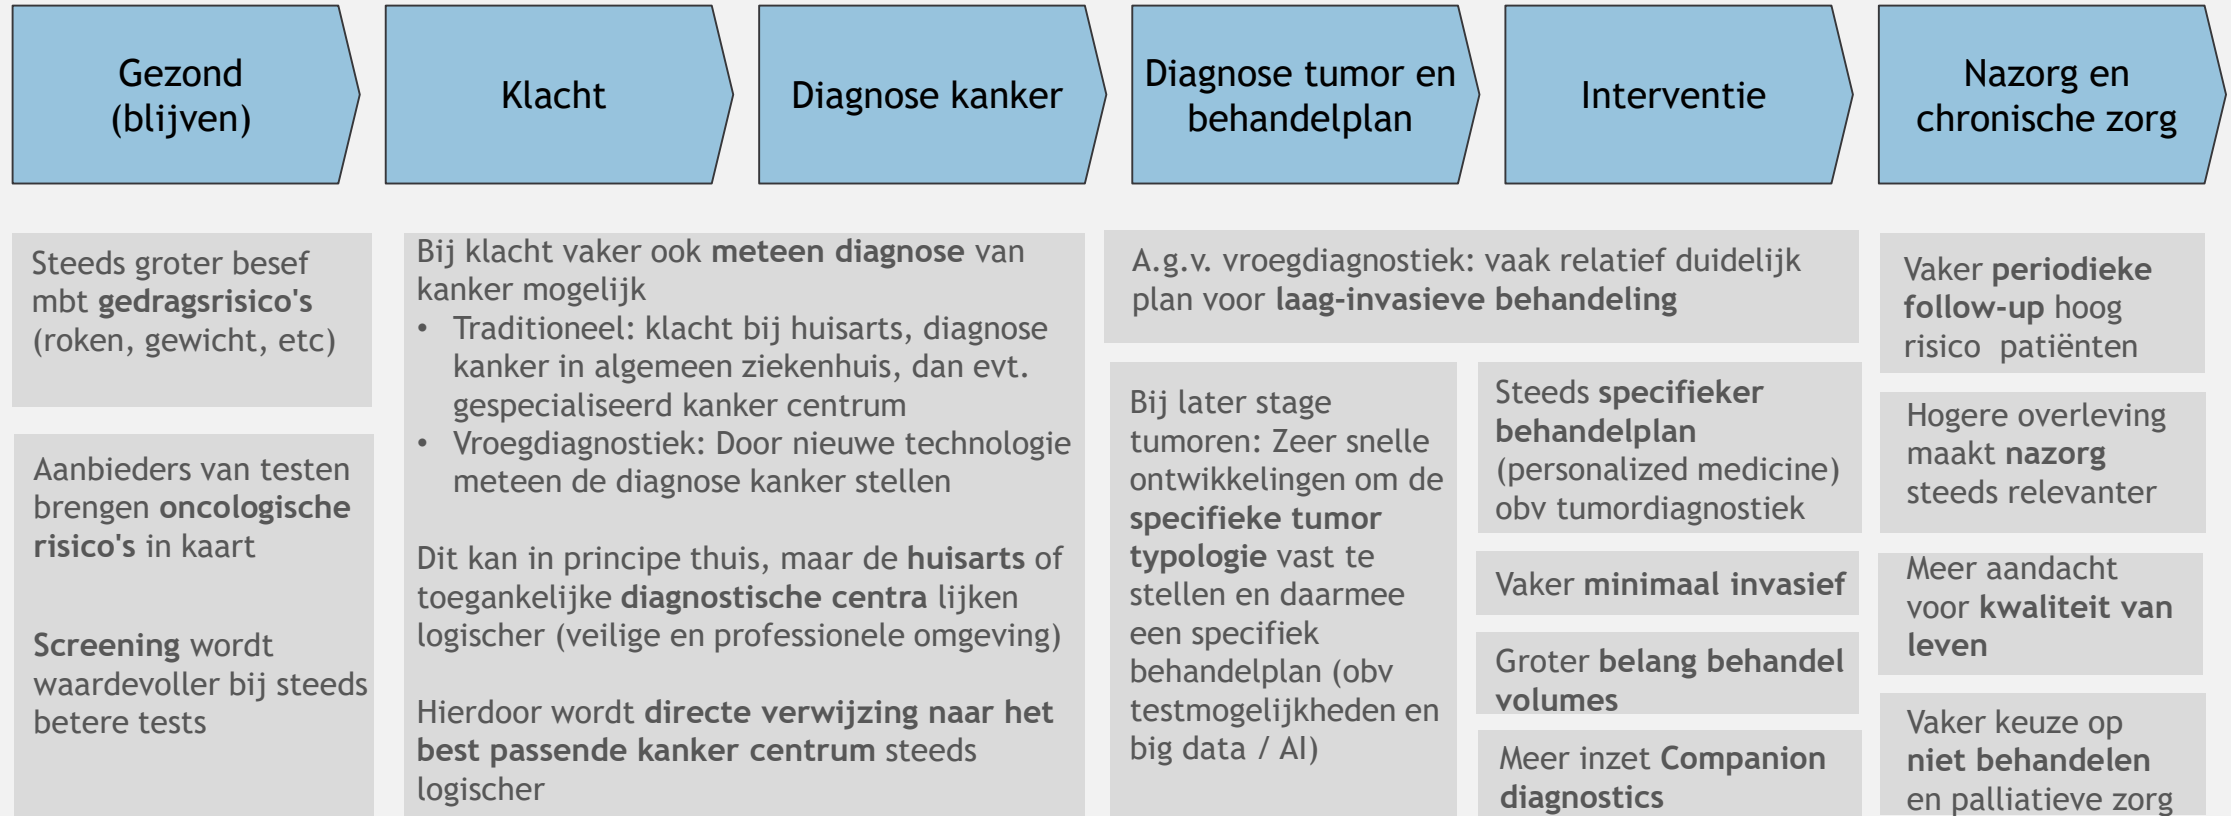 Gezond
(blijven)
Klacht
Diagnose kanker
Diagnose tumor en
behandelplan
Interventie
Nazorg en
chronische zorg
Steeds groter besef
mbt gedragsrisico's
(roken, gewicht, etc)
Aanbieders van testen
brengen oncologische
risico's in kaart
Screening wordt
waardevoller bij steeds
betere tests
Bij klacht vaker ook meteen diagnose van
kanker mogelijk
• Traditioneel: klacht bij huisarts, diagnose
kanker in algemeen ziekenhuis, dan evt.
gespecialiseerd kanker centrum
• Vroegdiagnostiek: Door nieuwe technologie
meteen de diagnose kanker stellen
Dit kan in principe thuis, maar de huisarts of
toegankelijke diagnostische centra lijken
logischer (veilige en professionele omgeving)
Hierdoor wordt directe verwijzing naar het
best passende kanker centrum steeds
logischer
A.g.v. vroegdiagnostiek: vaak relatief duidelijk
plan voor laag-invasieve behandeling
Bij later stage
tumoren: Zeer snelle
ontwikkelingen om de
specifieke tumor
typologie vast te
stellen en daarmee
een specifiek
behandelplan (obv
testmogelijkheden en
big data / AI)
Steeds specifieker
behandelplan
(personalized medicine)
obv tumordiagnostiek
Vaker minimaal invasief
Groter belang behandel
volumes
Meer inzet Companion
diagnostics
Vaker periodieke
follow-up hoog
risico patiënten
Hogere overleving
maakt nazorg
steeds relevanter
Meer aandacht
voor kwaliteit van
leven
Vaker keuze op
niet behandelen
en palliatieve zorg